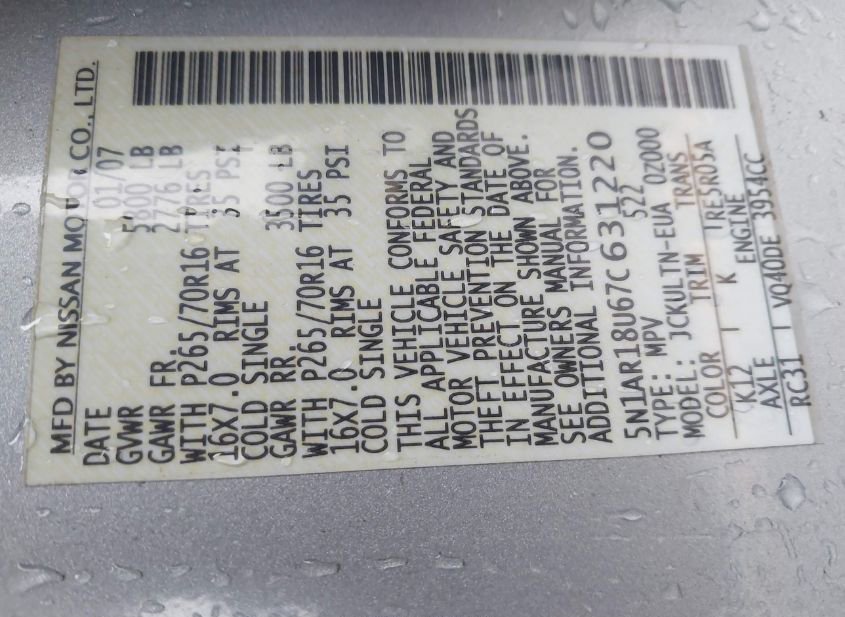 MFD BY NISSAN MOTOR CO., LTD.
DATE 01/07
GVWR LB
GAWR FR. 2776 LB
WITH P265/70R16 TIRES
16X7.0 RIMS AT 35 PSI
COLD SINGLE
GAWR RR. 3500 LB
WITH P265/70R16 TIRES
16X7.0 RIMS AT 35 PSI
COLD SINGLE
THIS VEHICLE CONFORMS TO
ALL APPLICABLE FEDERAL
MOTOR VEHICLE SAFETY AND
THEFT PREVENTION STANDARDS
IN EFFECT ON THE DATE OF
MANUFACTURE SHOWN ABOVE.
SEE OWNERS MANUAL FOR
ADDITIONAL INFORMATION.
5N1AR18U67C631220
TYPE: MPV 522
MODEL: JCKULTN-EUA 02000
COLOR TRIM TRANS
K12 K RE5R05A
AXLE ENGINE
RC31 VQ40DE 3954CC